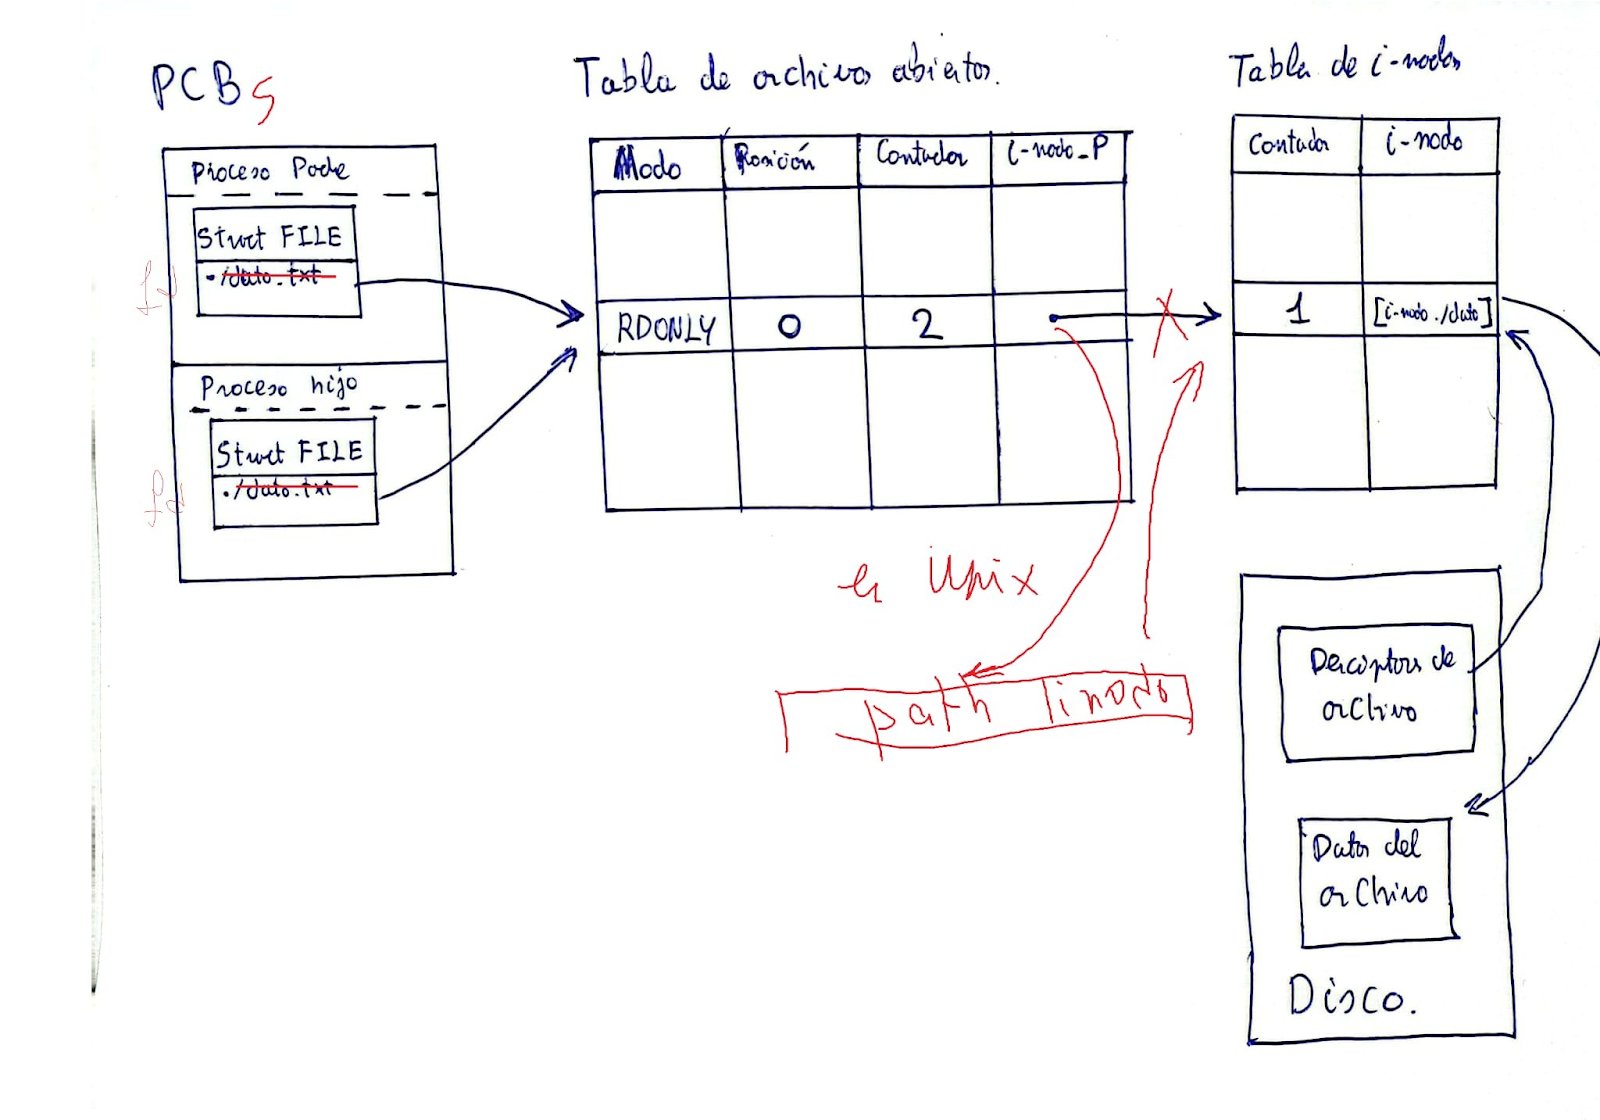 PCBs
Proceso Padre
Struct FILE
./dato.txt
fd
Proceso hijo
Struct FILE
./dato.txt
fd
Tabla de archivos abiertos.
Modo Posición Contador i-nodo_P
RDONLY 0 2
X
en Unix
path inodo
Tabla de i-nodos
Contador i-nodo
1 [i-nodo ./dato]
Descriptores de
archivo
Datos del
archivo
Disco.